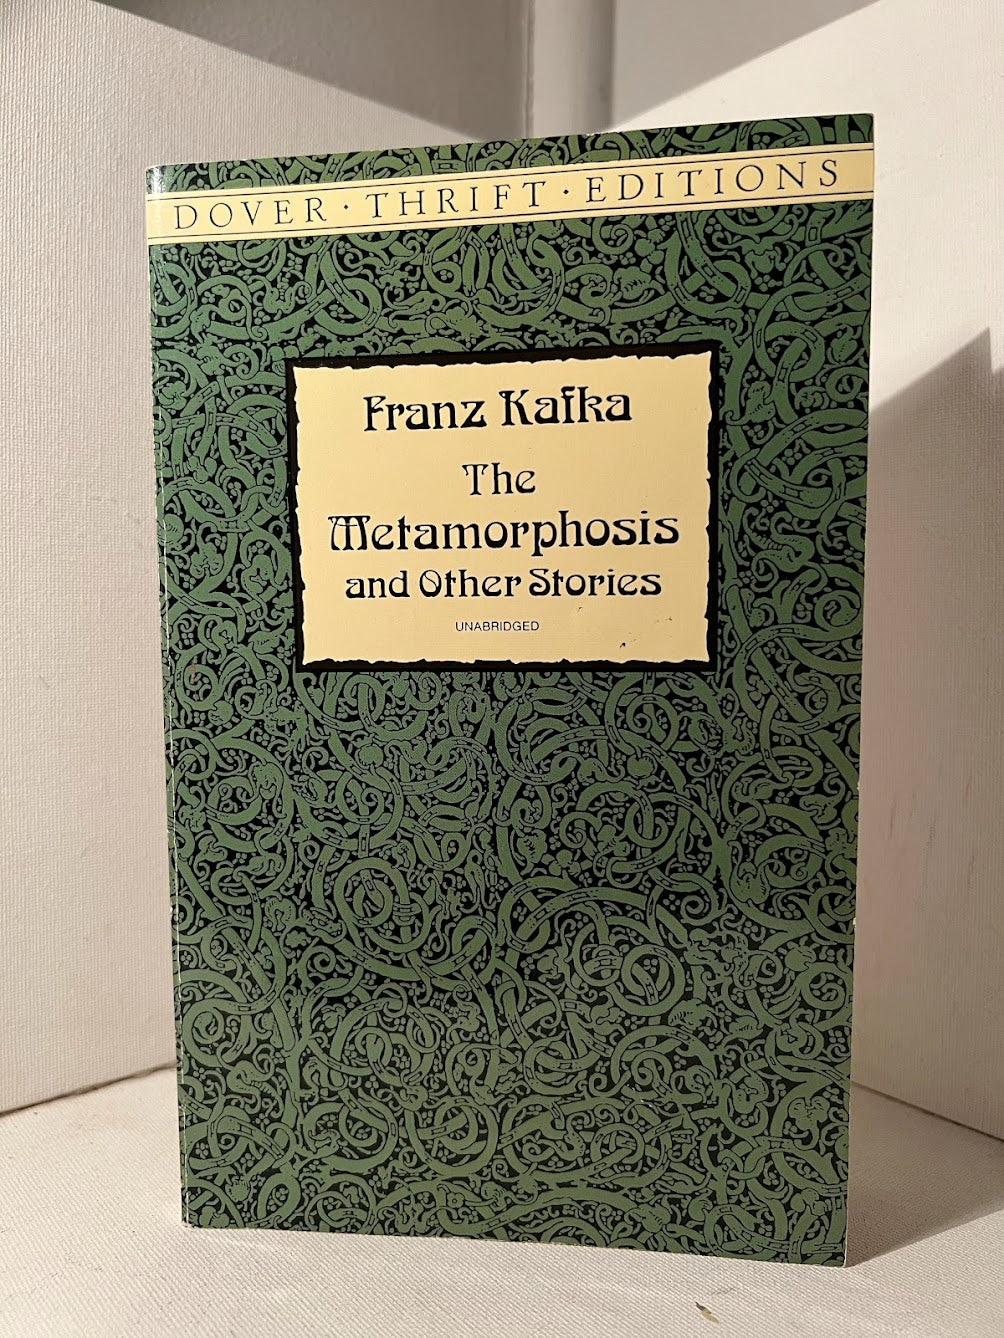 DOVER · THRIFT · EDITIONS
Franz Kafka
The
Metamorphosis
and Other Stories
UNABRIDGED